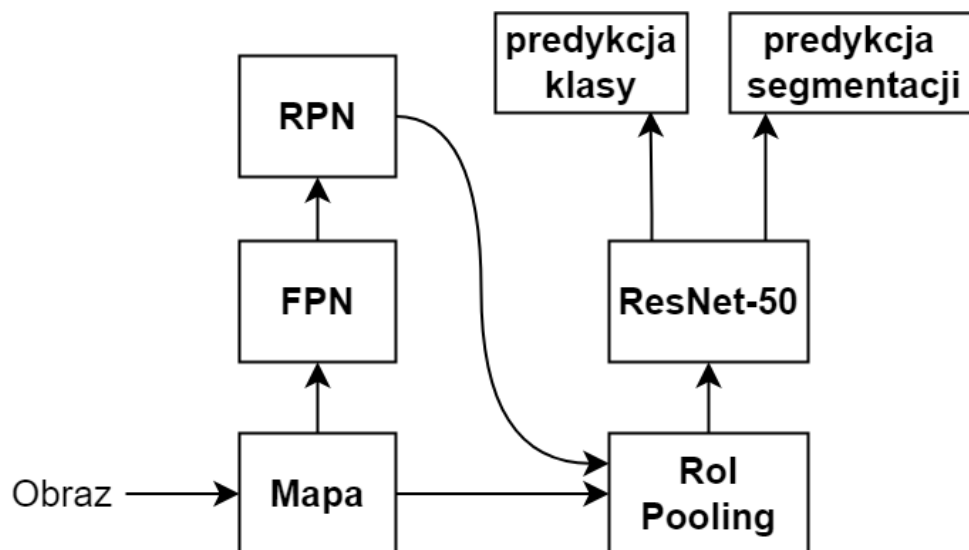 predykcja
klasy
predykcja
segmentacji
RPN
FPN
ResNet-50
Obraz
Mapa
RoI
Pooling